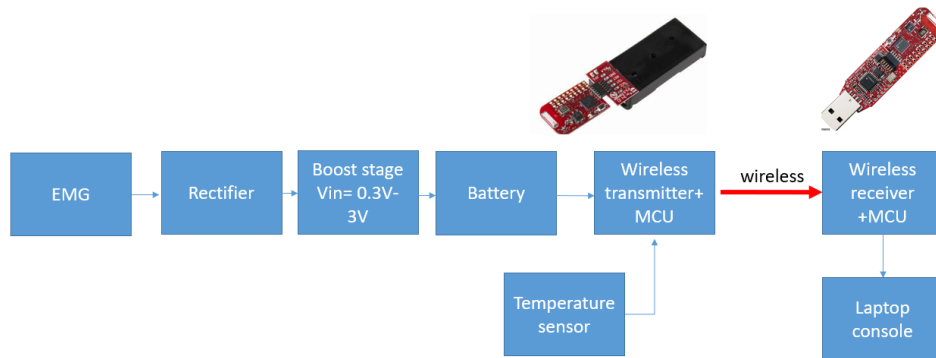 EMG
Rectifier
Boost stage
Vin= 0.3V-
3V
Battery
Wireless
transmitter+
MCU
wireless
Wireless
receiver
+MCU
Temperature
sensor
Laptop
console